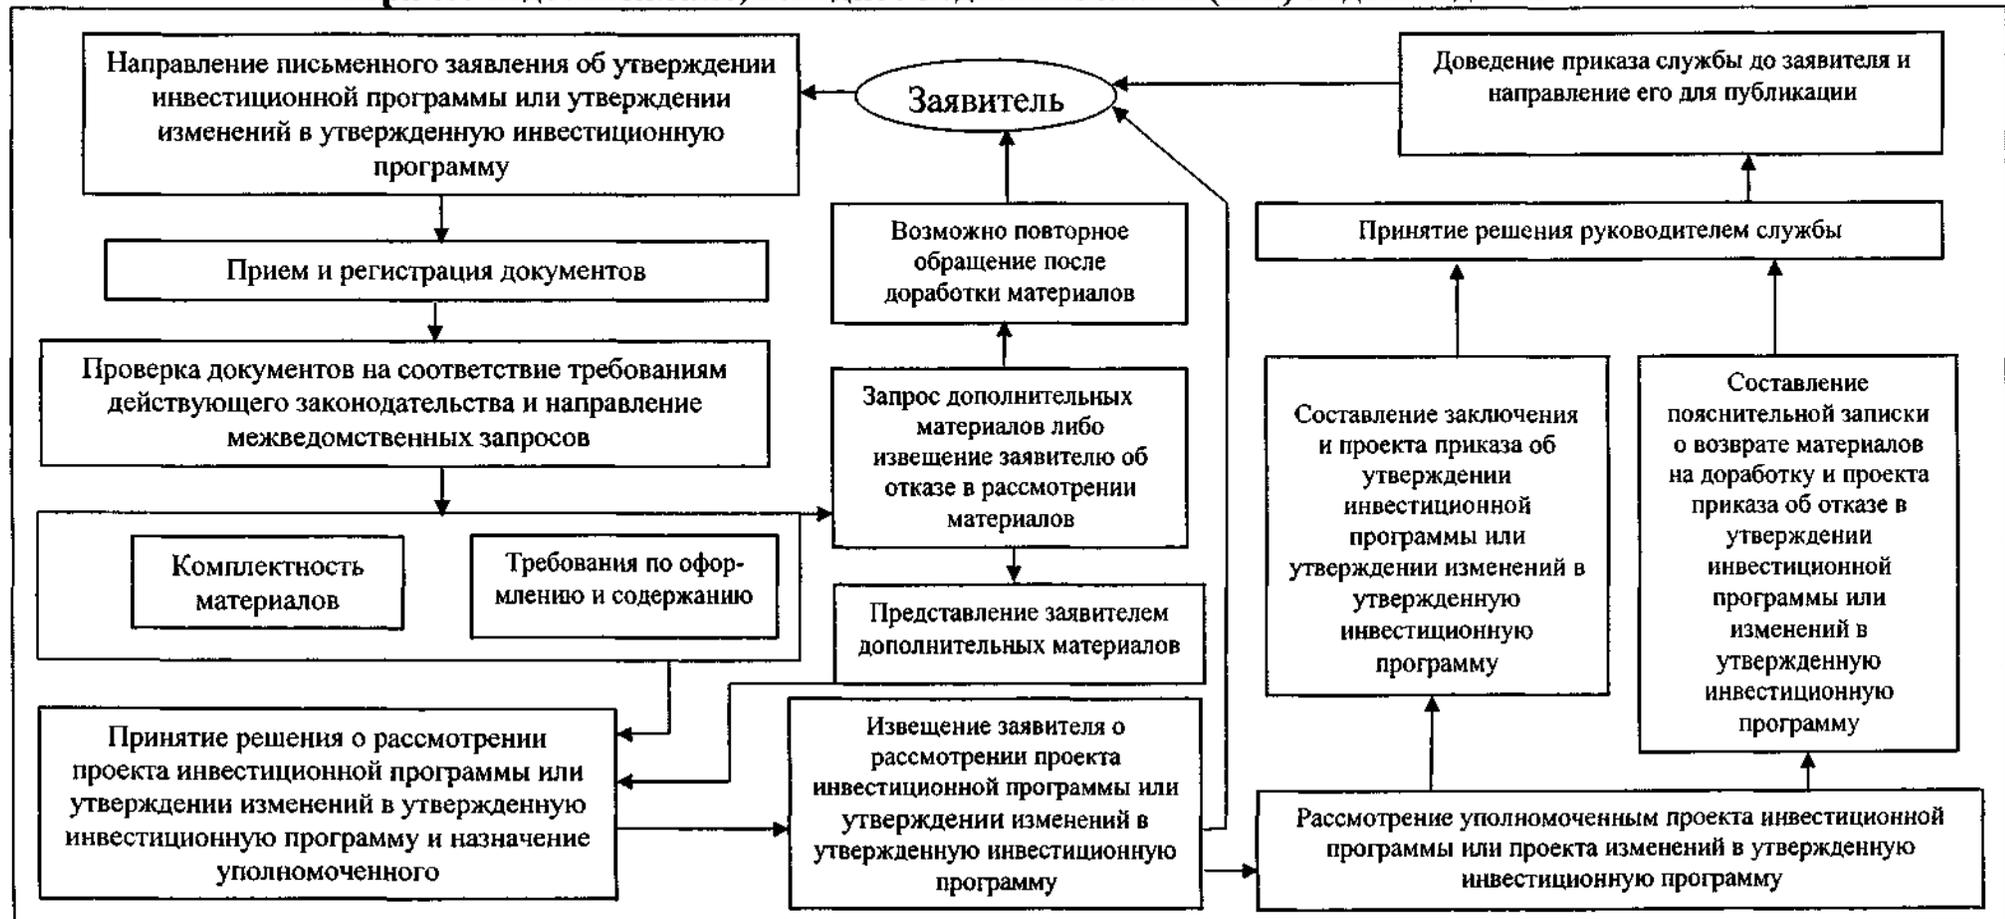 Направление письменного заявления об утверждении
инвестиционной программы или утверждении
изменений в утвержденную инвестиционную
программу
Заявитель
Доведение приказа службы до заявителя и
направление его для публикации
Прием и регистрация документов
Возможно повторное
обращение после
доработки материалов
Принятие решения руководителем службы
Проверка документов на соответствие требованиям
действующего законодательства и направление
межведомственных запросов
Запрос дополнительных
материалов либо
извещение заявителю об
отказе в рассмотрении
материалов
Составление заключения
и проекта приказа об
утверждении
инвестиционной
программы или
утверждении изменений в
утвержденную
инвестиционную
программу
Составление
пояснительной записки
о возврате материалов
на доработку и проекта
приказа об отказе в
утверждении
инвестиционной
программы или
изменений в
утвержденную
инвестиционную
программу
Комплектность
материалов
Требования по офор-
млению и содержанию
Представление заявителем
дополнительных материалов
Принятие решения о рассмотрении
проекта инвестиционной программы или
утверждении изменений в утвержденную
инвестиционную программу и назначение
уполномоченного
Извещение заявителя о
рассмотрении проекта
инвестиционной программы или
утверждении изменений в
утвержденную инвестиционную
программу
Рассмотрение уполномоченным проекта инвестиционной
программы или проекта изменений в утвержденную
инвестиционную программу